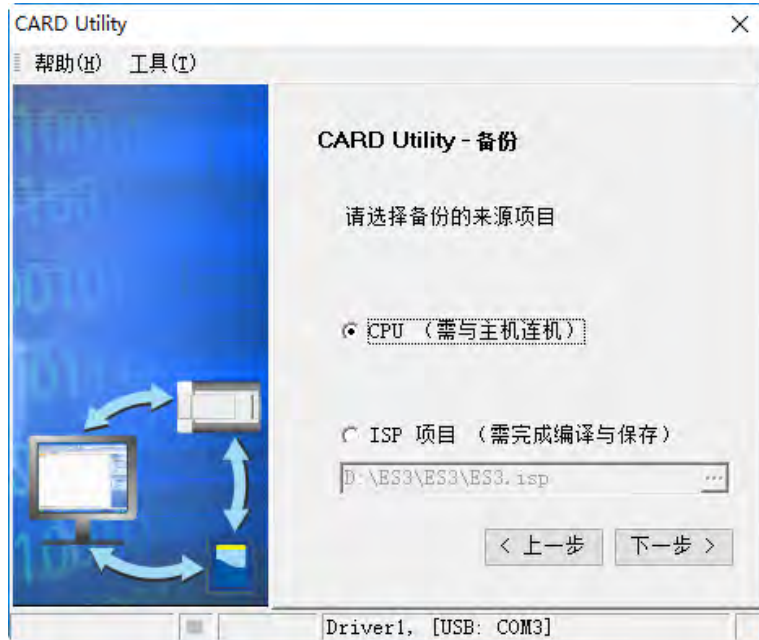 CARD Utility
帮助(H) 工具(T)
CARD Utility - 备份
请选择备份的来源项目
CPU （需与主机连机）
ISP 项目 （需完成编译与保存）
D:\ES3\ES3\ES3.isp ...
< 上一步 下一步 >
Driver1, [USB: COM3]